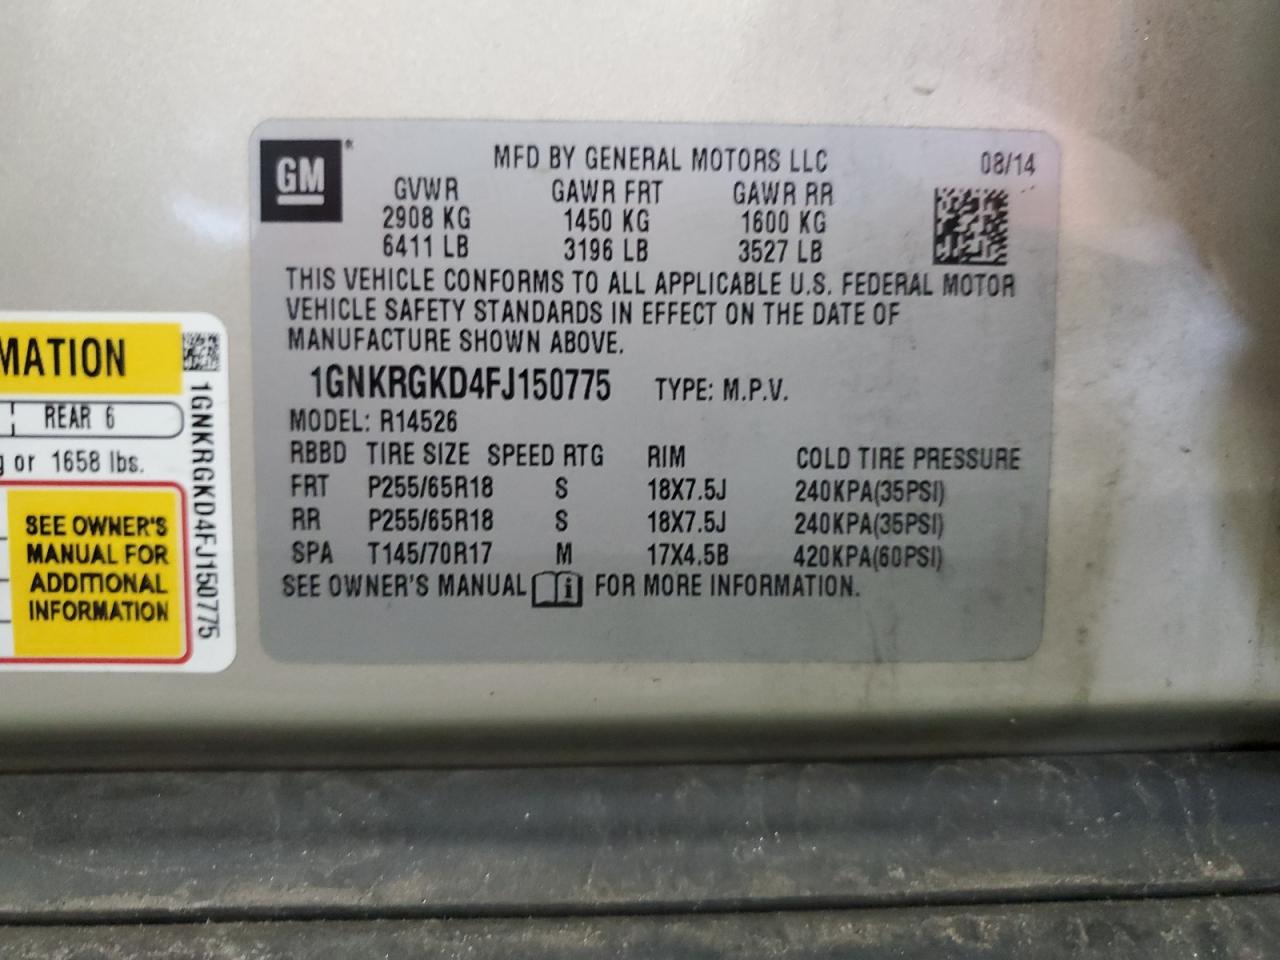 GM
MFD BY GENERAL MOTORS LLC 08/14
GVWR GAWR FRT GAWR RR
2908 KG 1450 KG 1600 KG
6411 LB 3196 LB 3527 LB
THIS VEHICLE CONFORMS TO ALL APPLICABLE U.S. FEDERAL MOTOR
VEHICLE SAFETY STANDARDS IN EFFECT ON THE DATE OF
MANUFACTURE SHOWN ABOVE.
1GNKRGKD4FJ150775 TYPE: M.P.V.
MODEL: R14526
RBBD TIRE SIZE SPEED RTG RIM COLD TIRE PRESSURE
FRT P255/65R18 S 18X7.5J 240KPA(35PSI)
RR P255/65R18 S 18X7.5J 240KPA(35PSI)
SPA T145/70R17 M 17X4.5B 420KPA(60PSI)
SEE OWNER'S MANUAL i FOR MORE INFORMATION.
MATION
REAR 6
g or 1658 lbs.
SEE OWNER'S
MANUAL FOR
ADDITIONAL
INFORMATION
1GNKRGKD4FJ150775